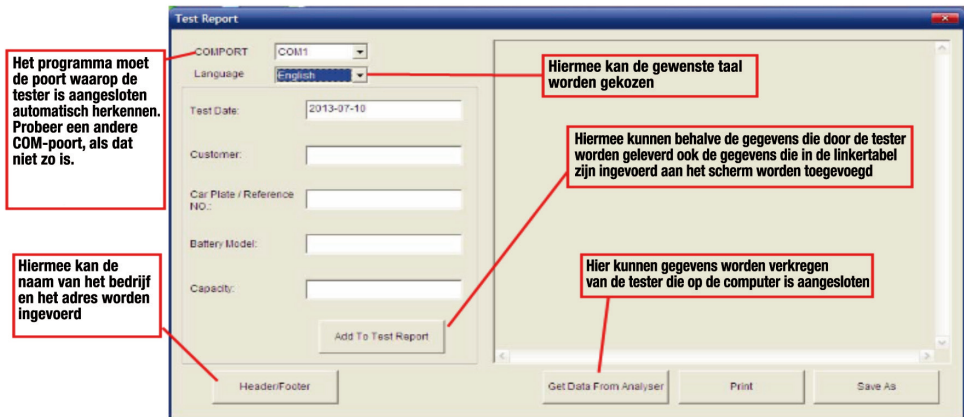 Test Report
COMPORT
COM1
Language
English
Test Date:
2013-07-10
Customer:
Car Plate / Reference
NO.:
Battery Model:
Capacity:
Add To Test Report
Header/Footer
Get Data From Analyser
Print
Save As
Het programma moet
de poort waarop de
tester is aangesloten
automatisch herkennen.
Probeer een andere
COM-poort, als dat
niet zo is.
Hiermee kan de gewenste taal
worden gekozen
Hiermee kunnen behalve de gegevens die door de tester
worden geleverd ook de gegevens die in de linkertabel
zijn ingevoerd aan het scherm worden toegevoegd
Hiermee kan de
naam van het bedrijf
en het adres worden
ingevoerd
Hier kunnen gegevens worden verkregen
van de tester die op de computer is aangesloten